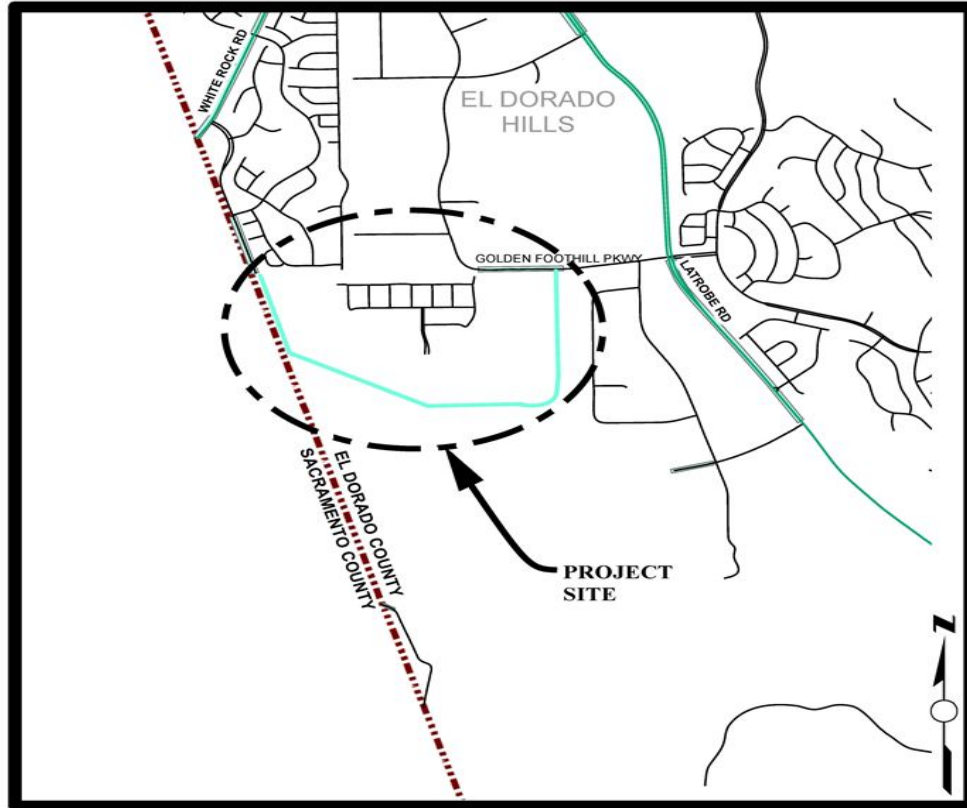 WHITE ROCK RD
EL DORADO
HILLS
GOLDEN FOOTHILL PKWY
LATROBE RD
EL DORADO COUNTY
SACRAMENTO COUNTY
PROJECT
SITE
N